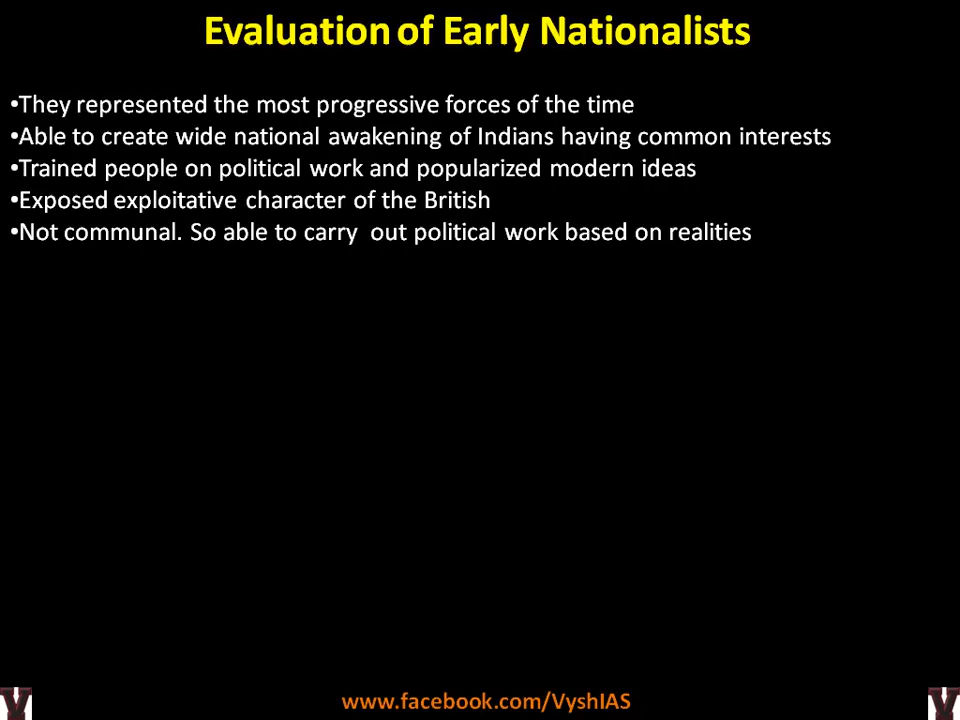 Evaluation of Early Nationalists
•They represented the most progressive forces of the time
•Able to create wide national awakening of Indians having common interests
•Trained people on political work and popularized modern ideas
•Exposed exploitative character of the British
•Not communal. So able to carry  out political work based on realities
V www.facebook.com/VyshIAS V